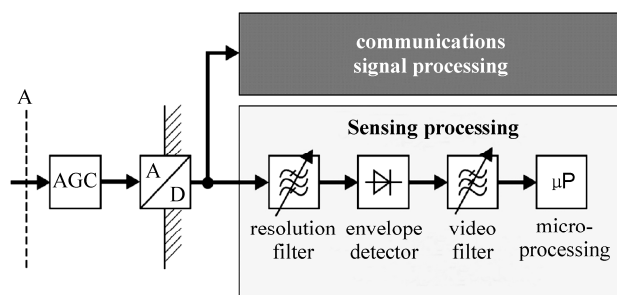 communications
signal processing
A
Sensing processing
AGC
A
D
μP
resolution
filter
envelope
detector
video
filter
micro-
processing